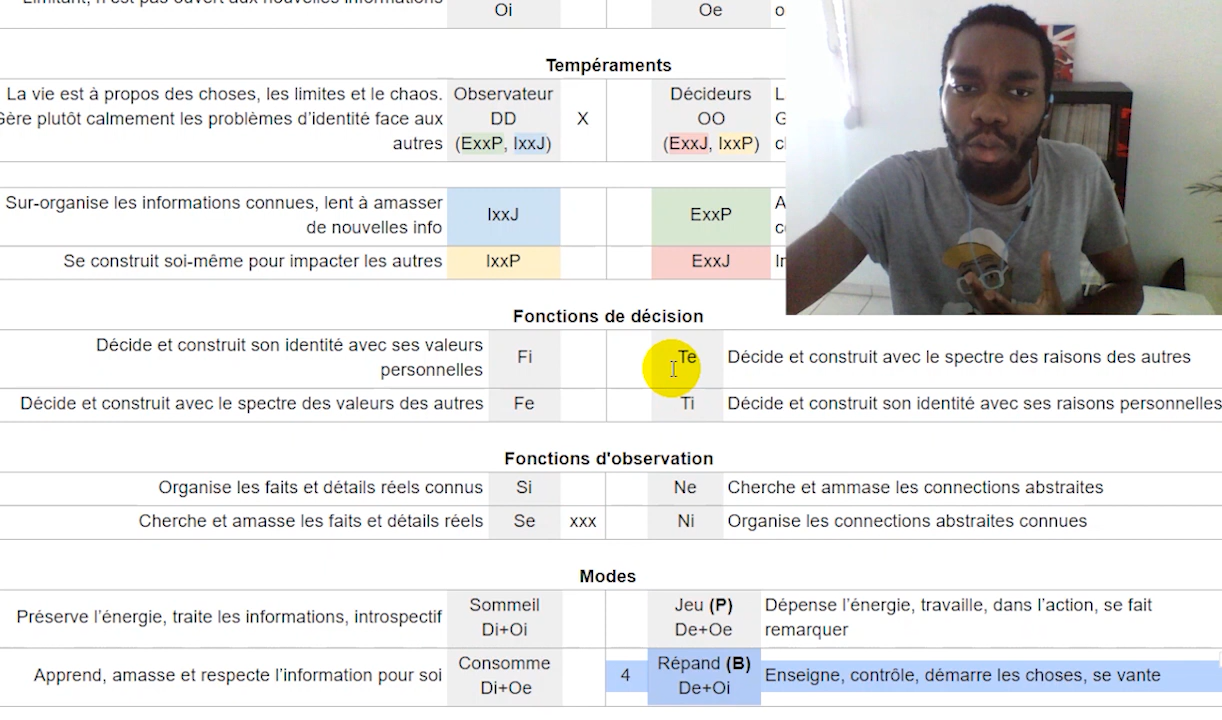 Limitant, n'est pas ouvert aux nouvelles informations
Oi Oe o
Tempéraments
La vie est à propos des choses, les limites et le chaos. Observateur Décideurs L
Gère plutôt calmement les problèmes d'identité face aux DD X OO G
autres (ExxP, IxxJ) (ExxJ, IxxP) cl
Sur-organise les informations connues, lent à amasser IxxJ ExxP A
de nouvelles info c
Se construit soi-même pour impacter les autres IxxP ExxJ In
Fonctions de décision
Décide et construit son identité avec ses valeurs
personnelles Fi Te Décide et construit avec le spectre des raisons des autres
Décide et construit avec le spectre des valeurs des autres Fe Ti Décide et construit son identité avec ses raisons personnelles
Fonctions d'observation
Organise les faits et détails réels connus Si Ne Cherche et ammase les connections abstraites
Cherche et amasse les faits et détails réels Se xxx Ni Organise les connections abstraites connues
Modes
Préserve l'énergie, traite les informations, introspectif Sommeil Di+Oi Jeu (P) De+Oe Dépense l'énergie, travaille, dans l'action, se fait
remarquer
Apprend, amasse et respecte l'information pour soi Consomme Di+Oe 4 Répand (B) De+Oi Enseigne, contrôle, démarre les choses, se vante